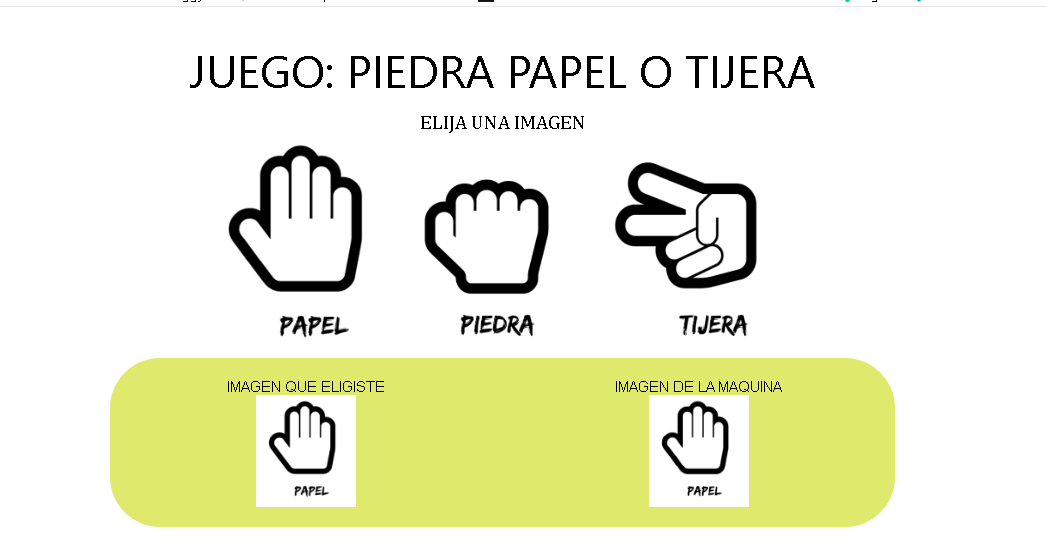 JUEGO: PIEDRA PAPEL O TIJERA
ELIJA UNA IMAGEN
PAPEL PIEDRA TIJERA
IMAGEN QUE ELIGISTE IMAGEN DE LA MAQUINA
PAPEL PAPEL